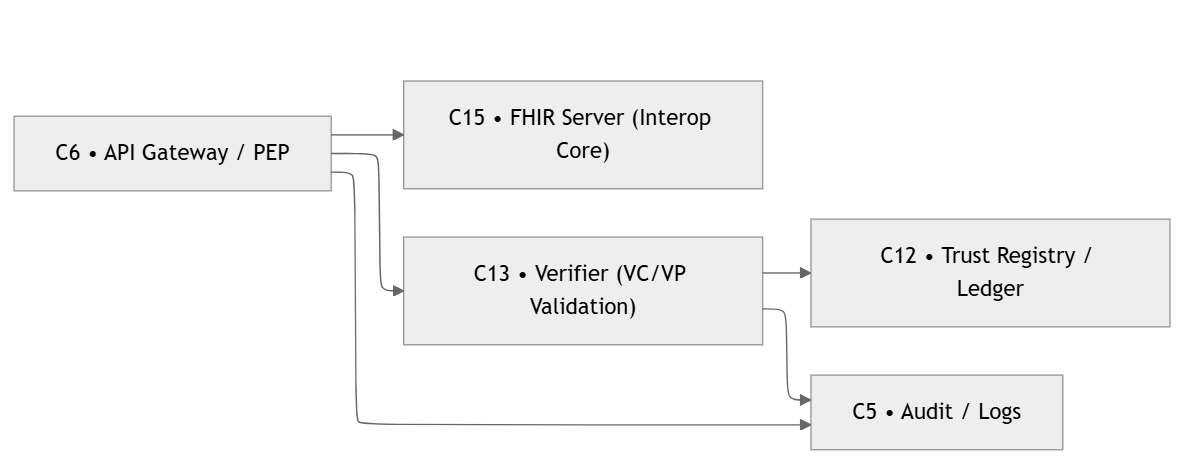 C6 • API Gateway / PEP
C15 • FHIR Server (Interop
Core)
C13 • Verifier (VC/VP
Validation)
C12 • Trust Registry /
Ledger
C5 • Audit / Logs